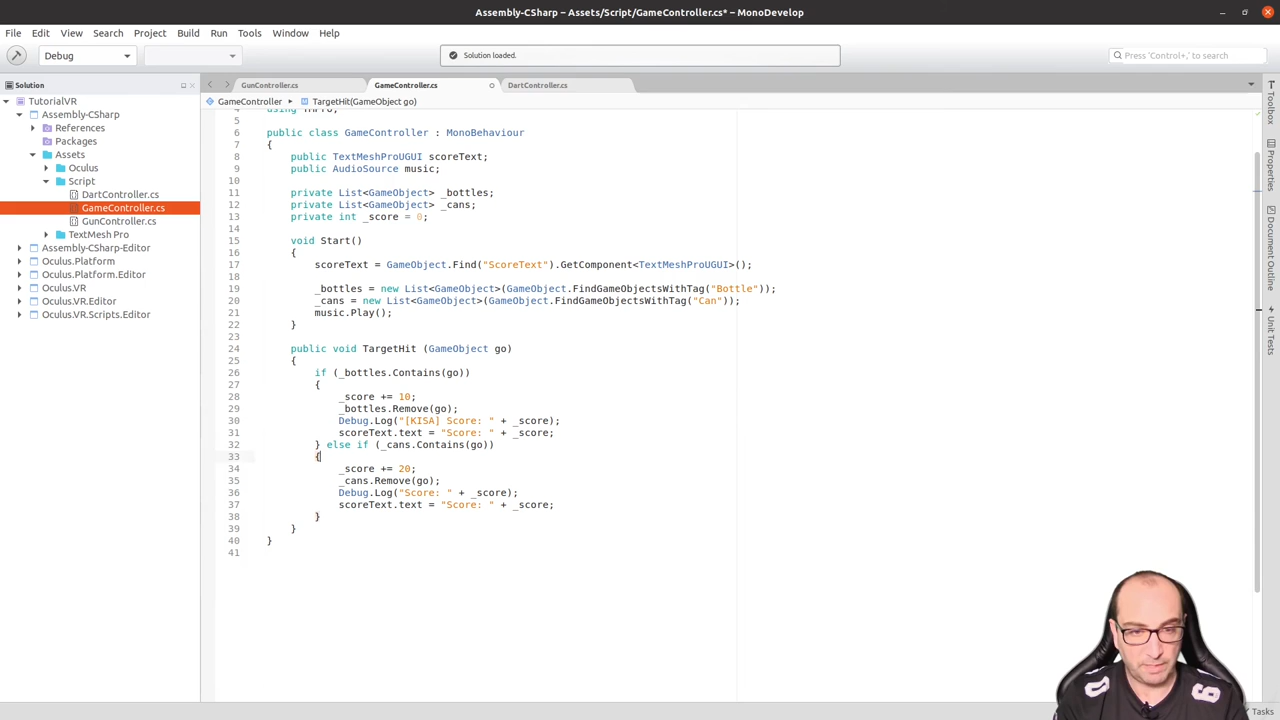 Assembly-CSharp – Assets/Script/GameController.cs* – MonoDevelop
File Edit View Search Project Build Run Tools Window Help
Debug
Solution loaded.
Press 'Control+,' to search
Solution
GunController.cs
GameController.cs
DartController.cs
GameController
TargetHit(GameObject go)
TutorialVR
Assembly-CSharp
References
Packages
Assets
Oculus
Script
DartController.cs
GameController.cs
GunController.cs
TextMesh Pro
Assembly-CSharp-Editor
Oculus.Platform
Oculus.Platform.Editor
Oculus.VR
Oculus.VR.Editor
Oculus.VR.Scripts.Editor
4 using TMPro;
5
6 public class GameController : MonoBehaviour
7 {
8 public TextMeshProUGUI scoreText;
9 public AudioSource music;
10
11 private List<GameObject> _bottles;
12 private List<GameObject> _cans;
13 private int _score = 0;
14
15 void Start()
16 {
17 scoreText = GameObject.Find("ScoreText").GetComponent<TextMeshProUGUI>();
18
19 _bottles = new List<GameObject>(GameObject.FindGameObjectsWithTag("Bottle"));
20 _cans = new List<GameObject>(GameObject.FindGameObjectsWithTag("Can"));
21 music.Play();
22 }
23
24 public void TargetHit (GameObject go)
25 {
26 if (_bottles.Contains(go))
27 {
28 _score += 10;
29 _bottles.Remove(go);
30 Debug.Log("[KISA] Score: " + _score);
31 scoreText.text = "Score: " + _score;
32 } else if (_cans.Contains(go))
33 {
34 _score += 20;
35 _cans.Remove(go);
36 Debug.Log("Score: " + _score);
37 scoreText.text = "Score: " + _score;
38 }
39 }
40 }
41
Toolbox
Properties
Document Outline
Unit Tests
Tasks